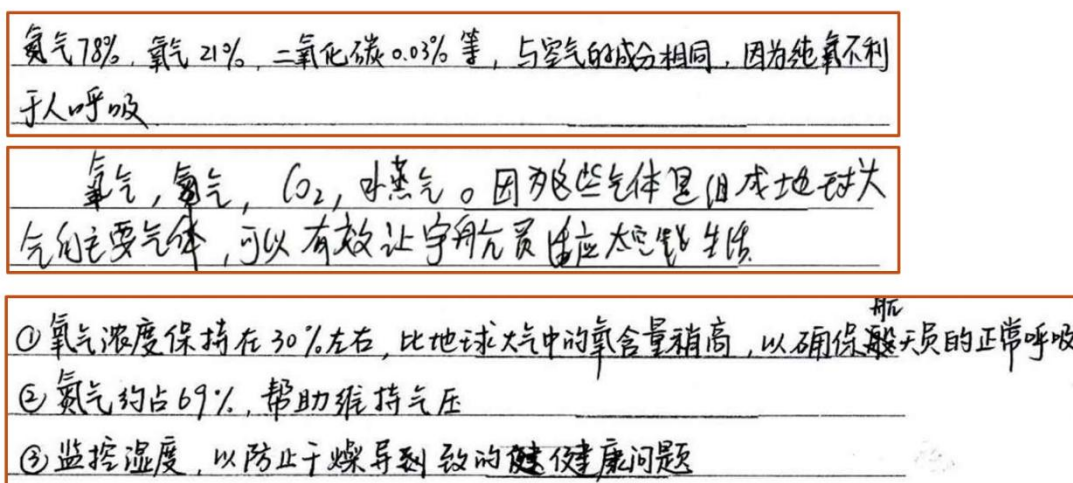 氮气78%，氧气21%，二氧化碳0.03%等，与空气的成分相同，因为纯氧不利
于人呼吸
氧气，氮气，CO2，水蒸气。因为这些气体是组成地球大
气的主要气体，可以有效让宇航员适应太空中生活.
①氧气浓度保持在30%左右，比地球大气中的氧含量稍高，以确保航天员的正常呼吸
②氮气约占69%，帮助维持气压
③监控湿度，以防止干燥导致的健康问题